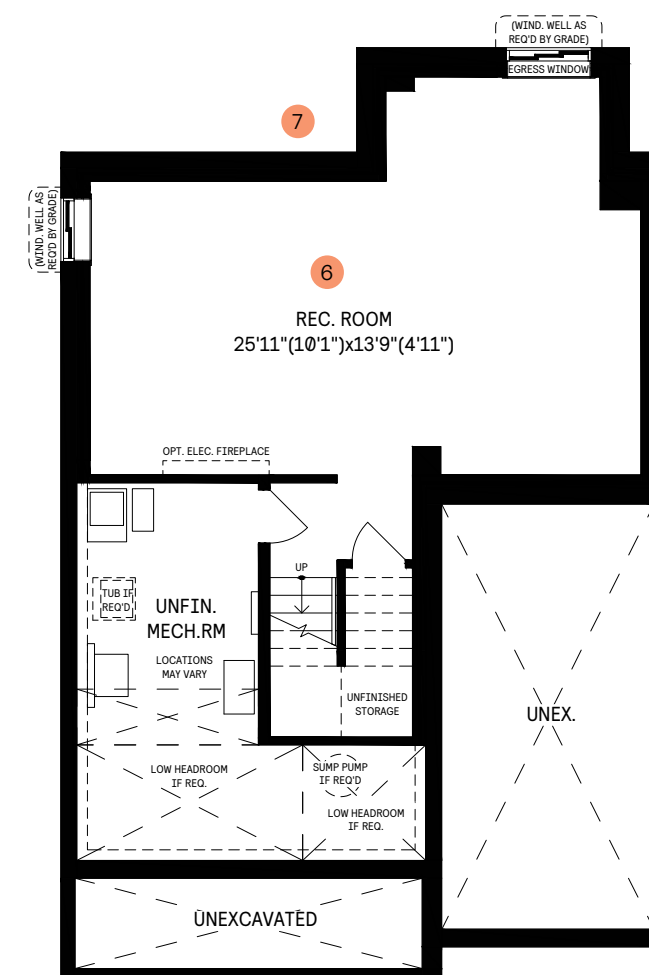 (WIND. WELL AS
REQ'D BY GRADE)
EGRESS WINDOW
7
(WIND. WELL AS
REQ'D BY GRADE)
6
REC. ROOM
25'11"(10'1")x13'9"(4'11")
OPT. ELEC. FIREPLACE
UP
TUB IF
REQ'D
UNFIN.
MECH.RM
LOCATIONS
MAY VARY
UNFINISHED
STORAGE
UNEX.
LOW HEADROOM
IF REQ.
SUMP PUMP
IF REQ'D
LOW HEADROOM
IF REQ.
UNEXCAVATED